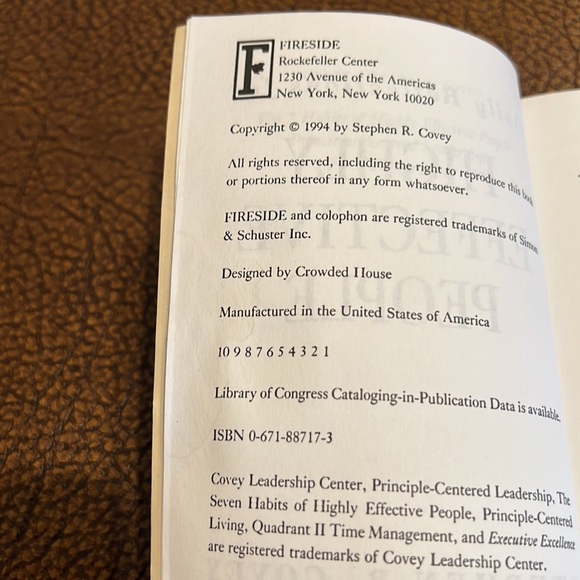 F FIRESIDE
Rockefeller Center
1230 Avenue of the Americas
New York, New York 10020
Copyright © 1994 by Stephen R. Covey
All rights reserved, including the right to reproduce this book
or portions thereof in any form whatsoever.
FIRESIDE and colophon are registered trademarks of Simon
& Schuster Inc.
Designed by Crowded House
Manufactured in the United States of America
10 9 8 7 6 5 4 3 2 1
Library of Congress Cataloging-in-Publication Data is available.
ISBN 0-671-88717-3
Covey Leadership Center, Principle-Centered Leadership, The
Seven Habits of Highly Effective People, Principle-Centered
Living, Quadrant II Time Management, and Executive Excellence
are registered trademarks of Covey Leadership Center.